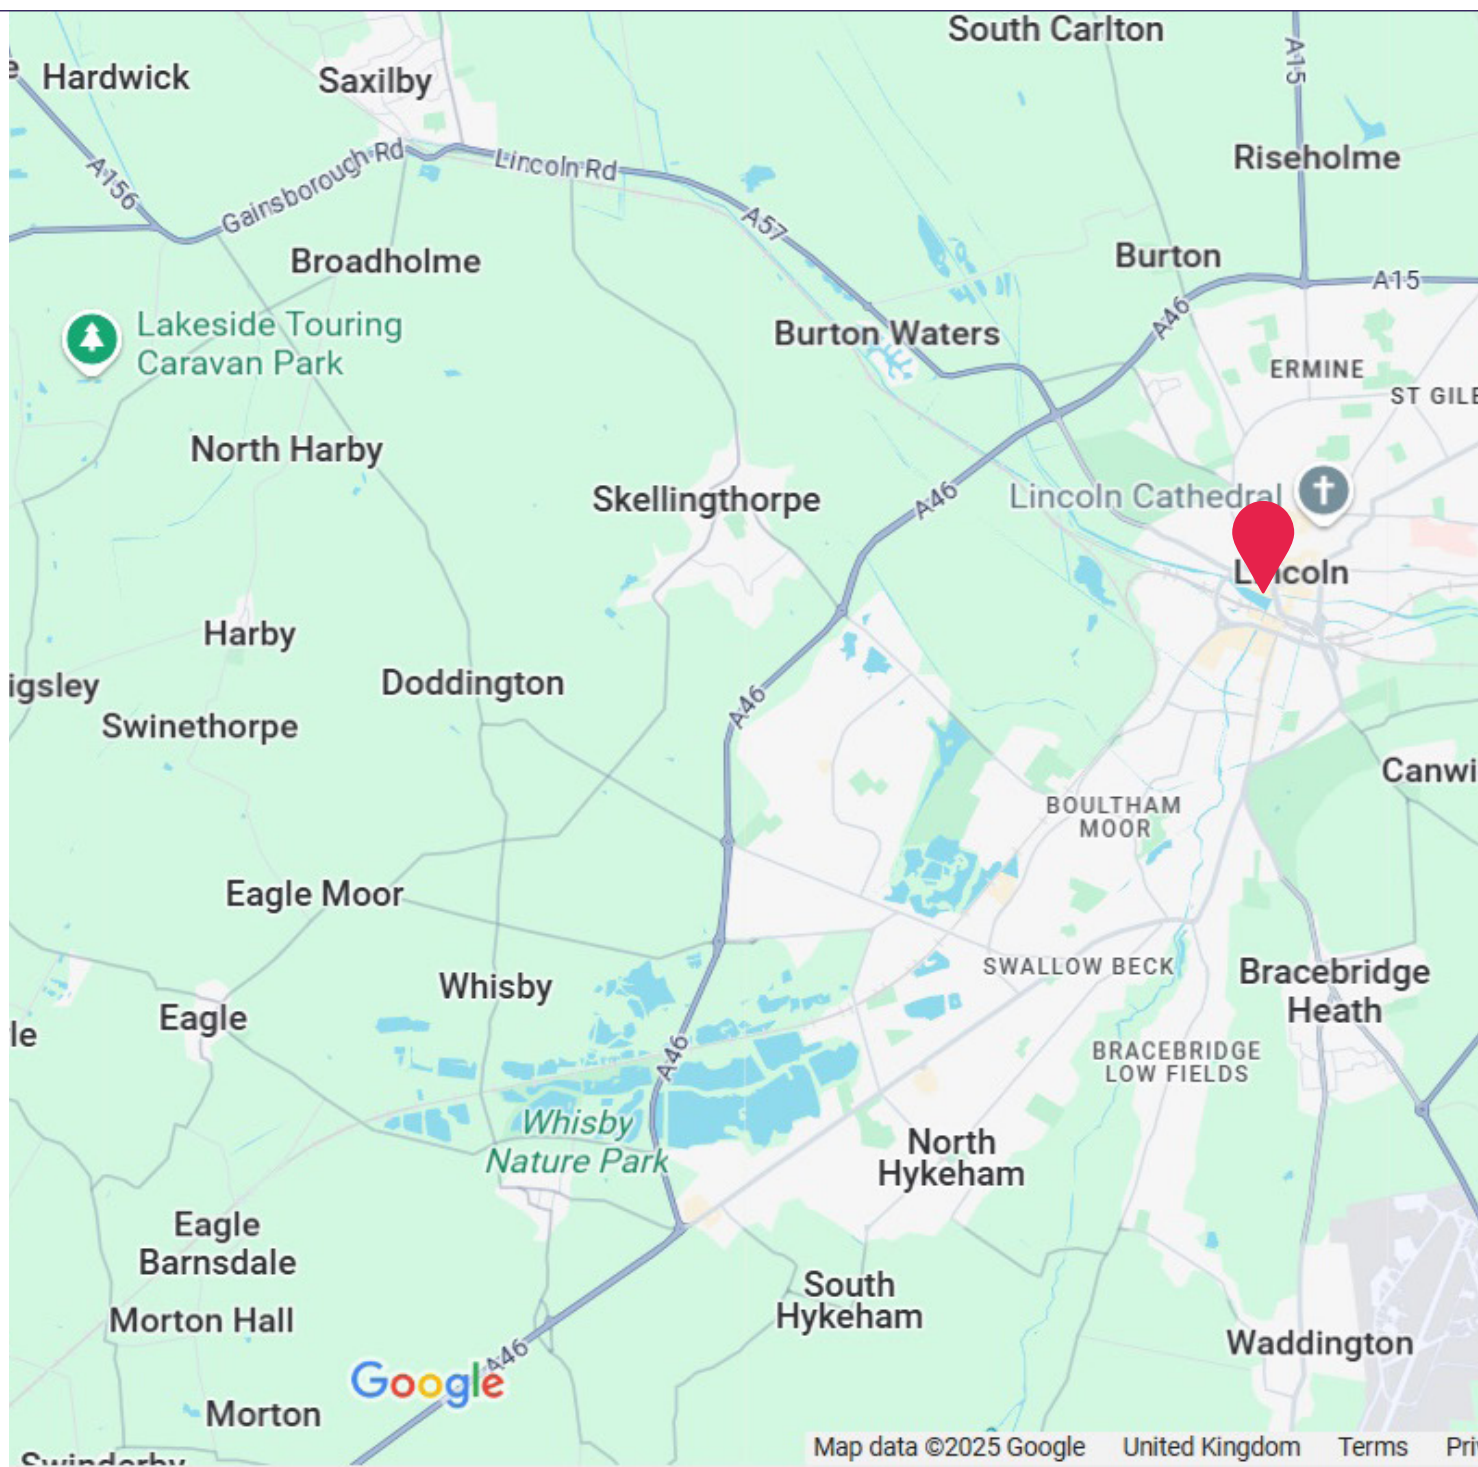 South Carlton
Hardwick
Saxilby
A15
A156
Gainsborough Rd
Lincoln Rd
Riseholme
A57
Broadholme
Burton
A15
Lakeside Touring
Caravan Park
Burton Waters
A46
ERMINE
ST GILE
North Harby
Skellingthorpe
A46
Lincoln Cathedral
Lincoln
Harby
igsley
Doddington
A46
Swinethorpe
Canwi
BOULTHAM
MOOR
Eagle Moor
SWALLOW BECK
Whisby
Bracebridge
Heath
Eagle
le
A46
BRACEBRIDGE
LOW FIELDS
Whisby
Nature Park
North
Hykeham
Eagle
Barnsdale
South
Hykeham
Morton Hall
Waddington
A46
Google
Morton
Swinderby
Map data ©2025 Google United Kingdom Terms Pri